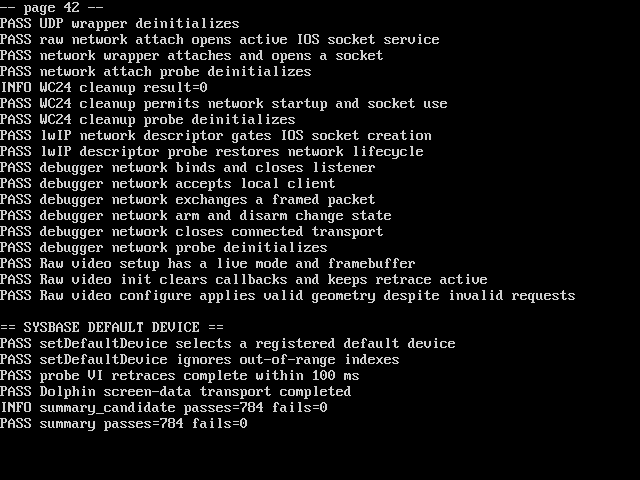 -- page 42 --
PASS UDP wrapper deinitializes
PASS raw network attach opens active IOS socket service
PASS network wrapper attaches and opens a socket
PASS network attach probe deinitializes
INFO WC24 cleanup result=0
PASS WC24 cleanup permits network startup and socket use
PASS WC24 cleanup probe deinitializes
PASS lwIP network descriptor gates IOS socket creation
PASS lwIP descriptor probe restores network lifecycle
PASS debugger network binds and closes listener
PASS debugger network accepts local client
PASS debugger network exchanges a framed packet
PASS debugger network arm and disarm change state
PASS debugger network closes connected transport
PASS debugger network probe deinitializes
PASS Raw video setup has a live mode and framebuffer
PASS Raw video init clears callbacks and keeps retrace active
PASS Raw video configure applies valid geometry despite invalid requests
== SYSBASE DEFAULT DEVICE ==
PASS setDefaultDevice selects a registered default device
PASS setDefaultDevice ignores out-of-range indexes
PASS probe VI retraces complete within 100 ms
PASS Dolphin screen-data transport completed
INFO summary_candidate passes=784 fails=0
PASS summary passes=784 fails=0